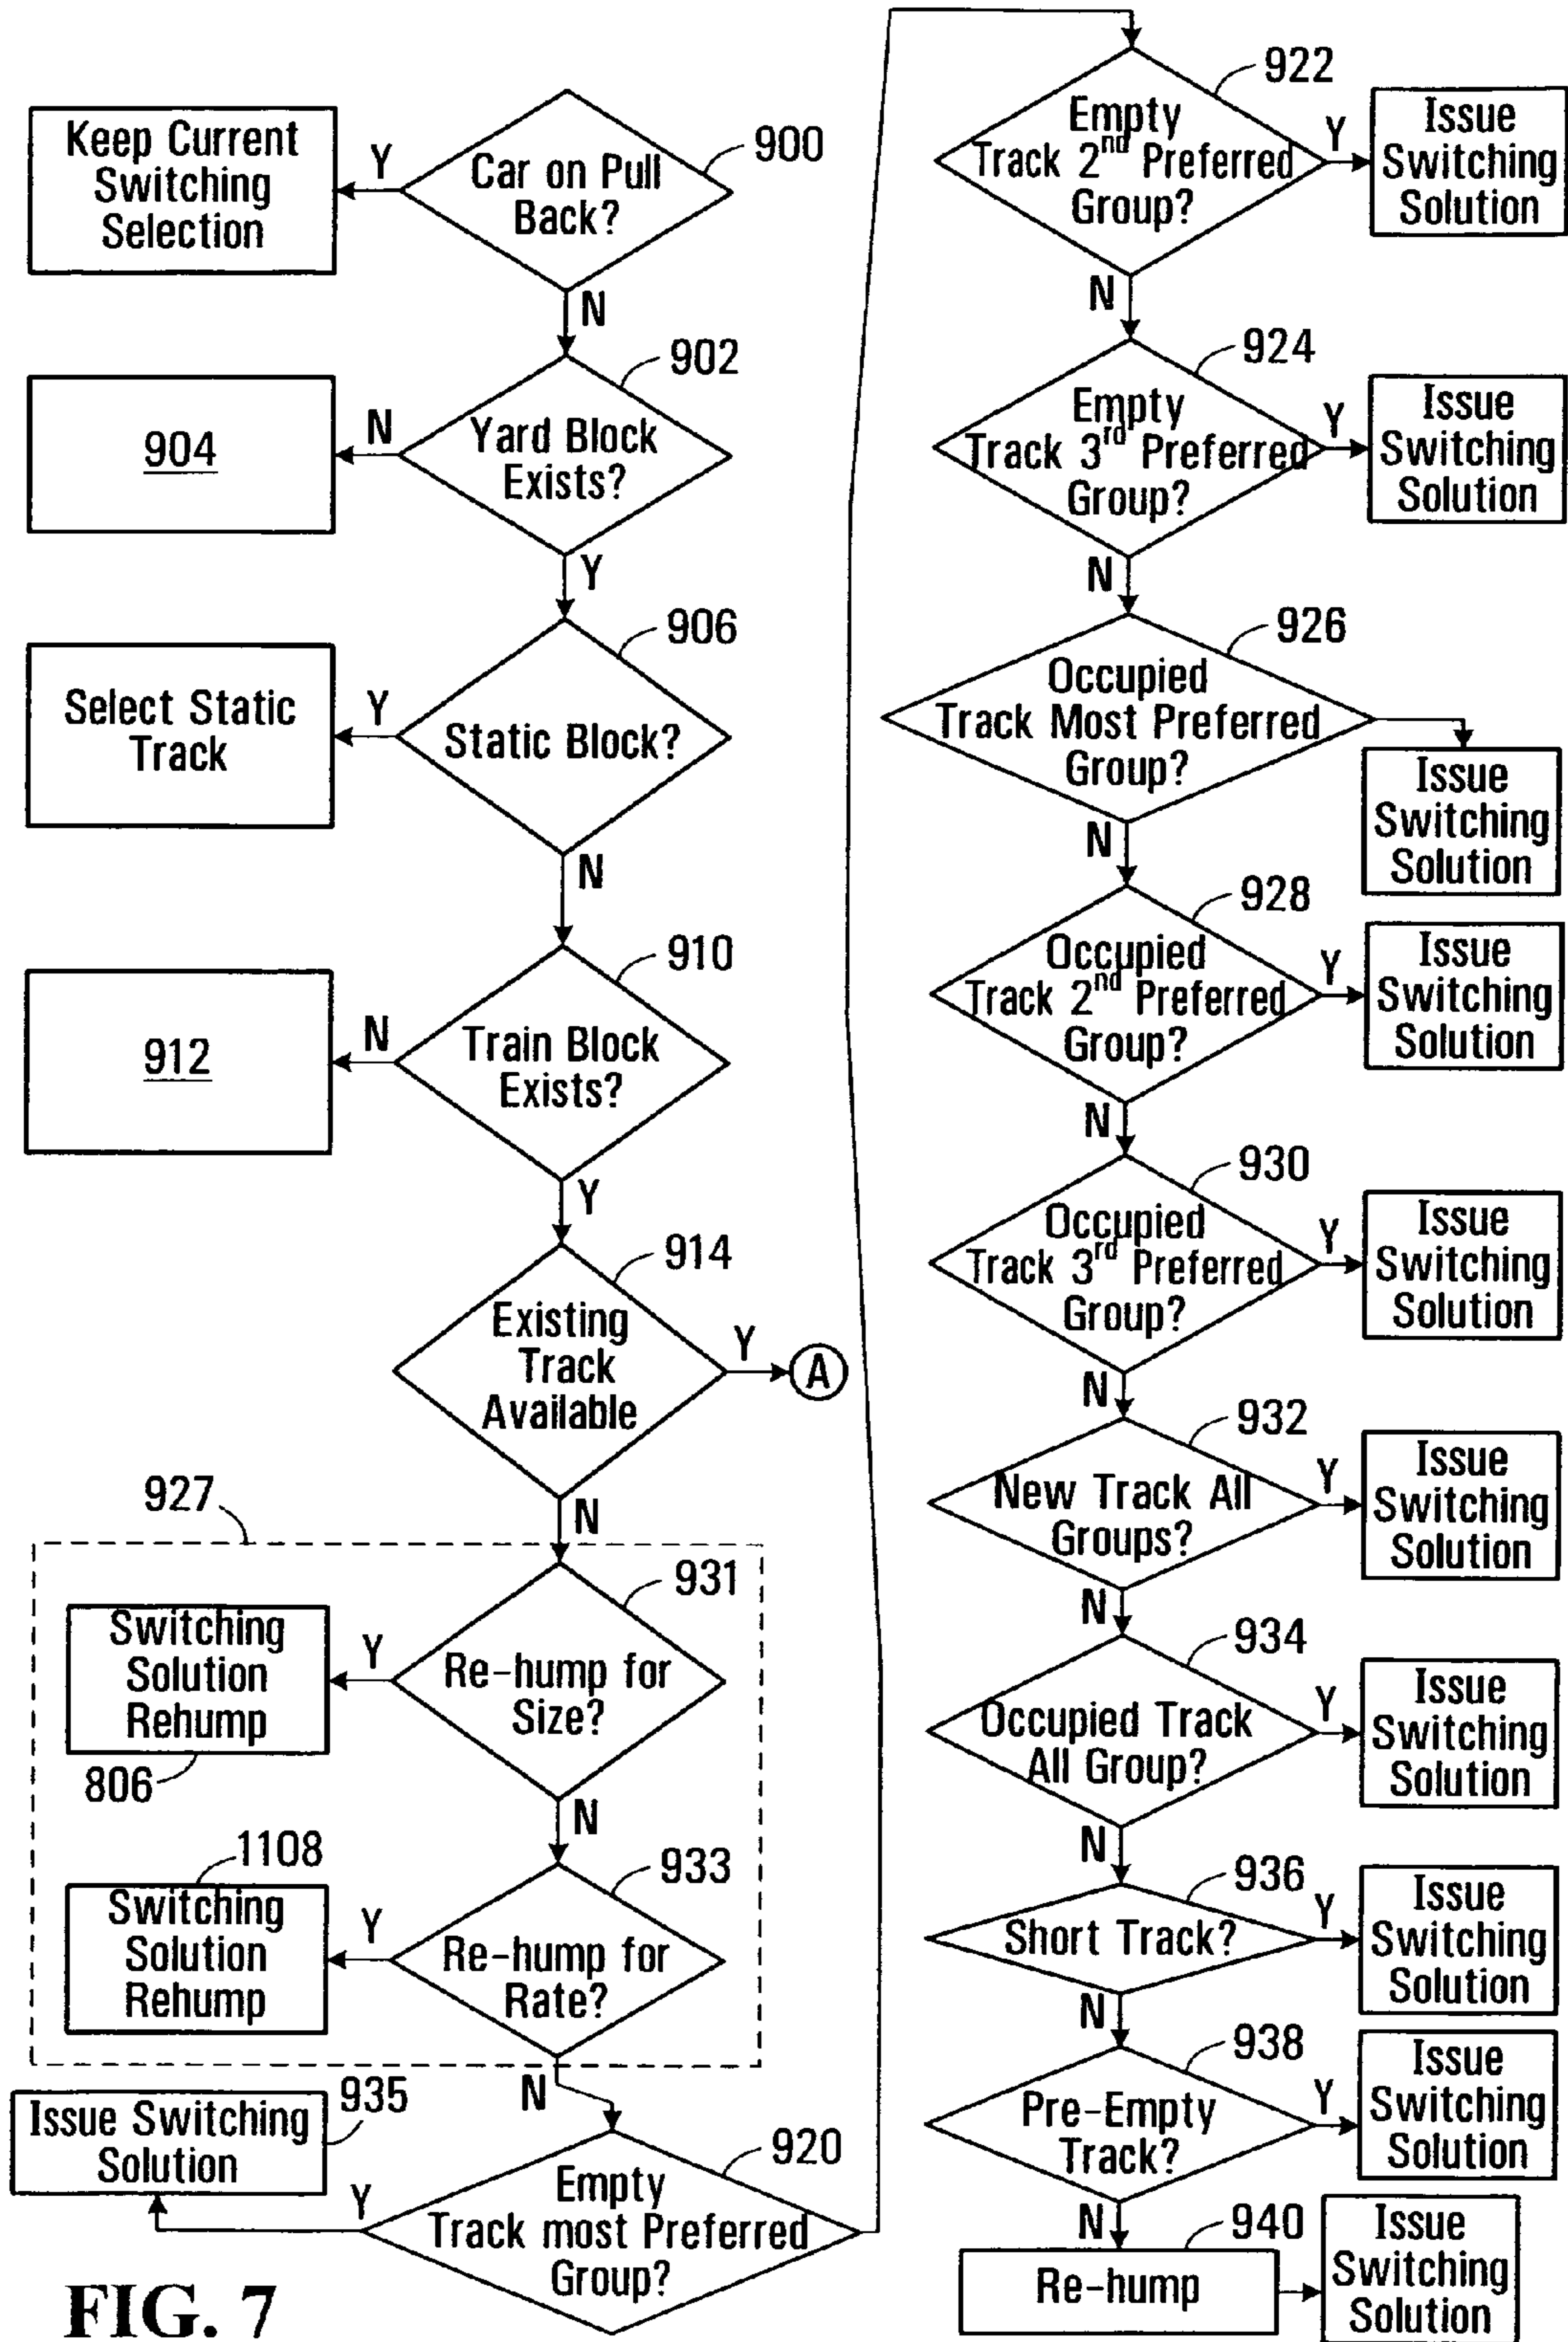 Keep Current
Switching
Selection
Y
Car on Pull
Back?
900
N
902
904
N
Yard Block
Exists?
Y
906
Select Static
Track
Y
Static Block?
N
910
912
N
Train Block
Exists?
Y
914
Existing
Track
Available
Y
A
N
927
931
Switching
Solution
Rehump
806
Y
Re-hump for
Size?
N
1108
933
Switching
Solution
Rehump
Y
Re-hump for
Rate?
N
Issue Switching
Solution
935
Y
920
Empty
Track most Preferred
Group?
922
Empty
Track 2nd Preferred
Group?
Y
Issue
Switching
Solution
N
924
Empty
Track 3rd Preferred
Group?
Y
Issue
Switching
Solution
N
926
Occupied
Track Most Preferred
Group?
Issue
Switching
Solution
N
928
Occupied
Track 2nd Preferred
Group?
Y
Issue
Switching
Solution
N
930
Occupied
Track 3rd Preferred
Group?
Y
Issue
Switching
Solution
N
932
New Track All
Groups?
Y
Issue
Switching
Solution
N
934
Occupied Track
All Group?
Y
Issue
Switching
Solution
N
936
Short Track?
Y
Issue
Switching
Solution
N
938
Pre-Empty
Track?
Y
Issue
Switching
Solution
N
940
Re-hump
Issue
Switching
Solution
FIG. 7